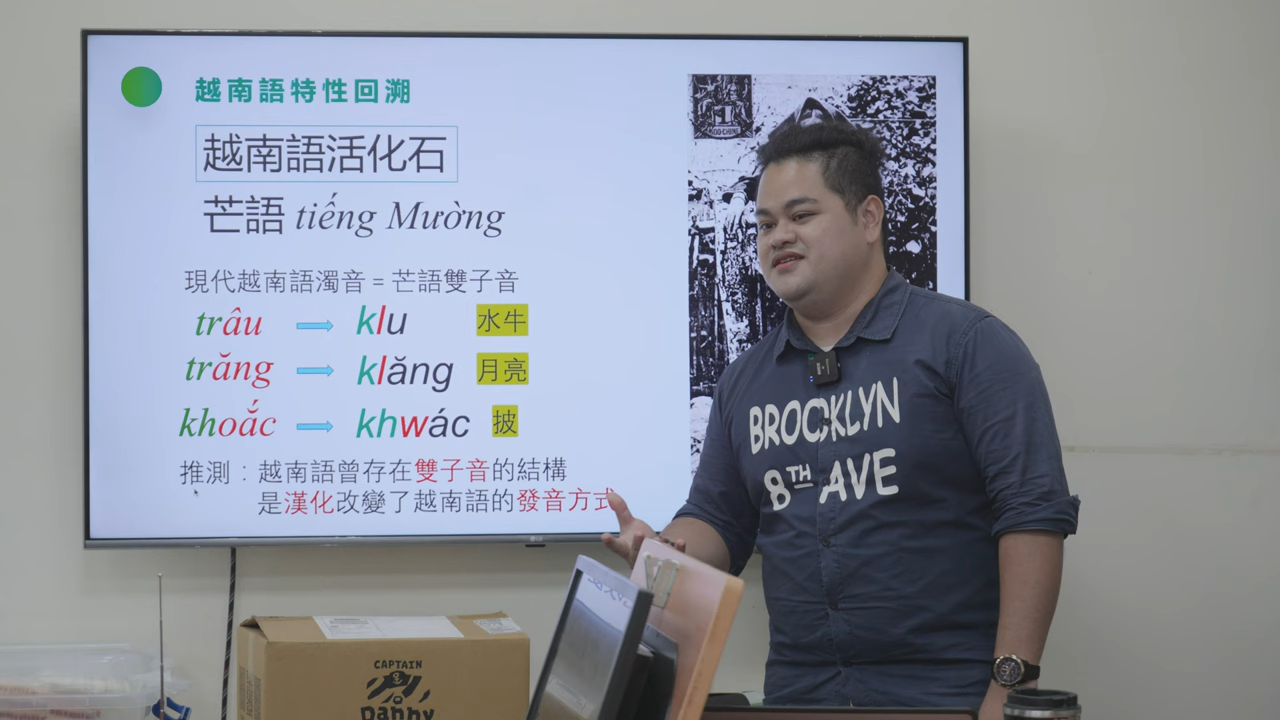 越南語特性回溯
越南語活化石
芒語 tiếng Mường
現代越南語濁音 = 芒語雙子音
trâu klu 水牛
trăng klăng 月亮
khoắc khwác 披
推測：越南語曾存在雙子音的結構
是漢化改變了越南語的發音方式
BROOKLYN
8TH AVE
CAPTAIN
Danny
LG